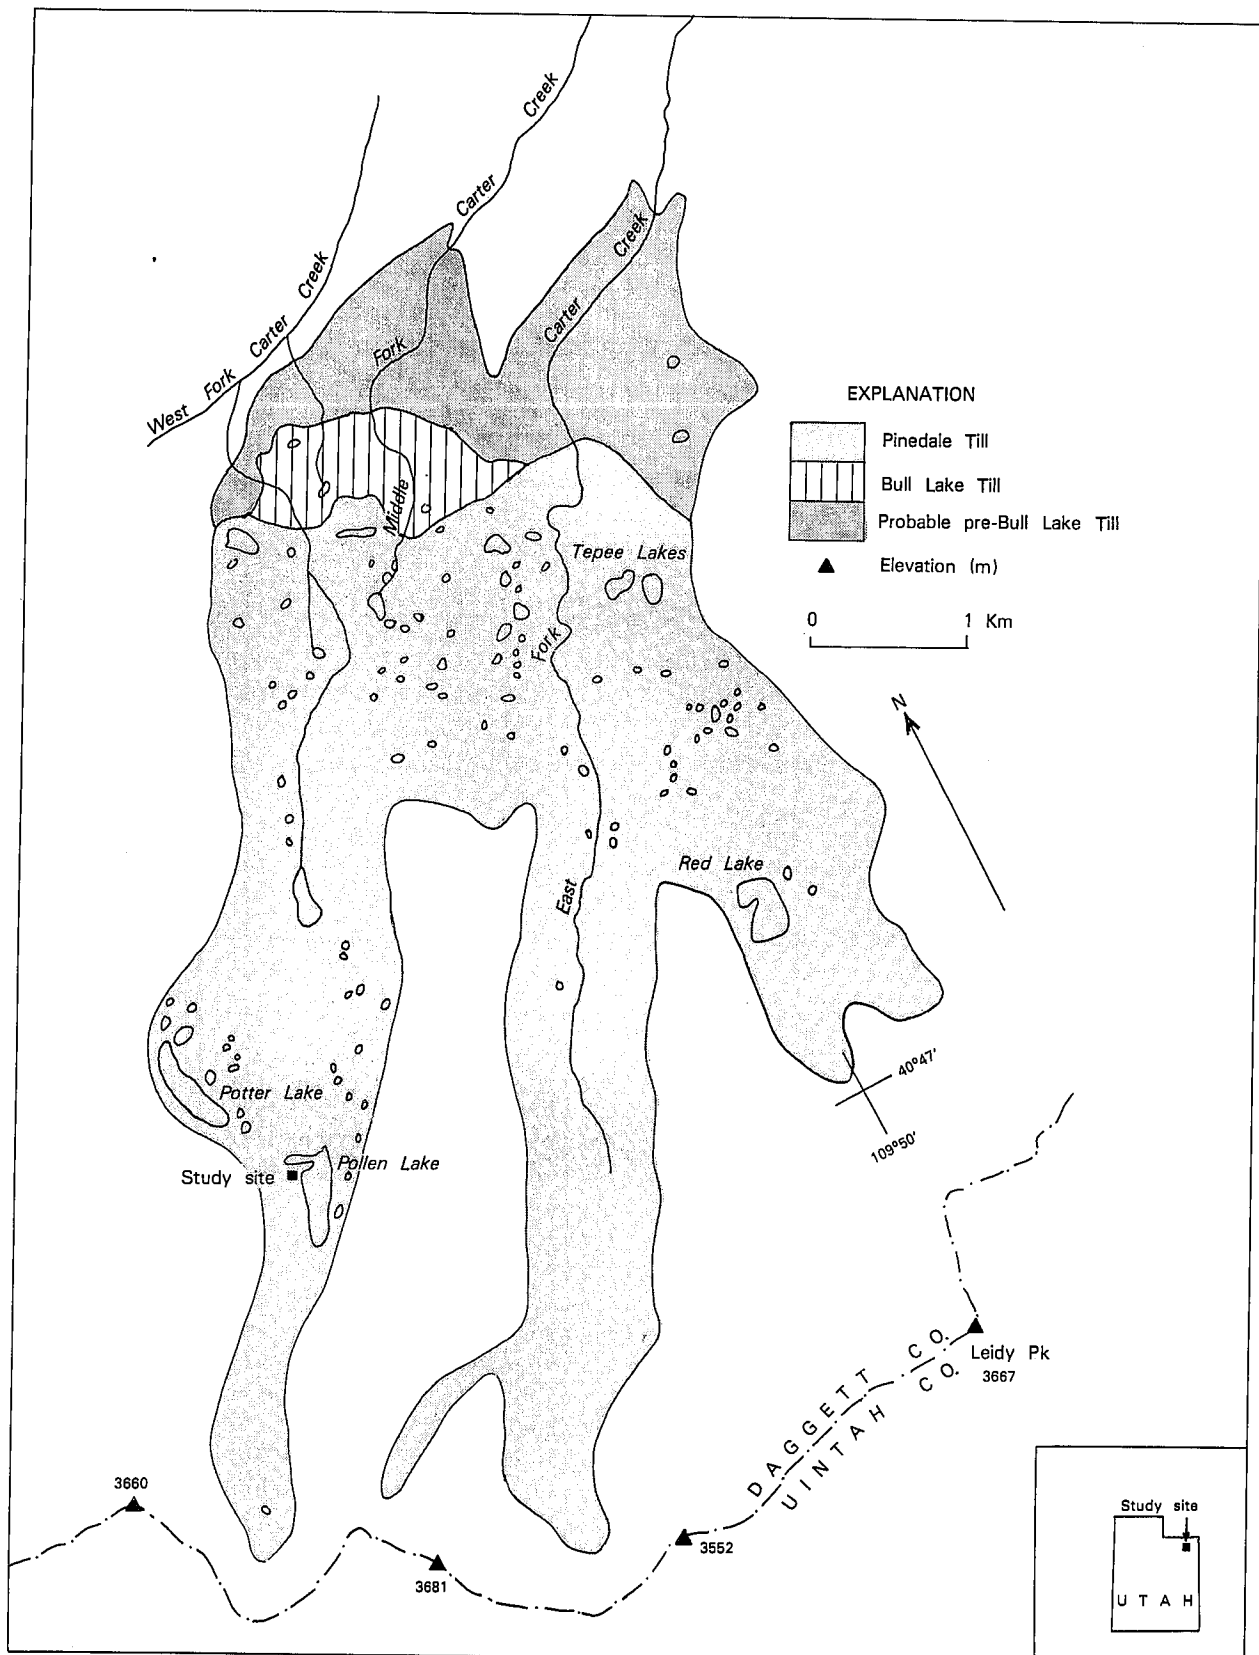 Creek
Carter
Creek
Carter
Fork
West
Creek
Carter
Fork
Middle
Creek
Carter
Fork
East
EXPLANATION
Pinedale Till
Bull Lake Till
Probable pre-Bull Lake Till
Elevation (m)
0 1 Km
N
Tepee Lakes
Red Lake
40°47'
109°50'
Potter Lake
Pollen Lake
Study site
Leidy Pk
3667
DAGGETT CO.
UINTAH CO.
3660
3681
3552
Study site
UTAH